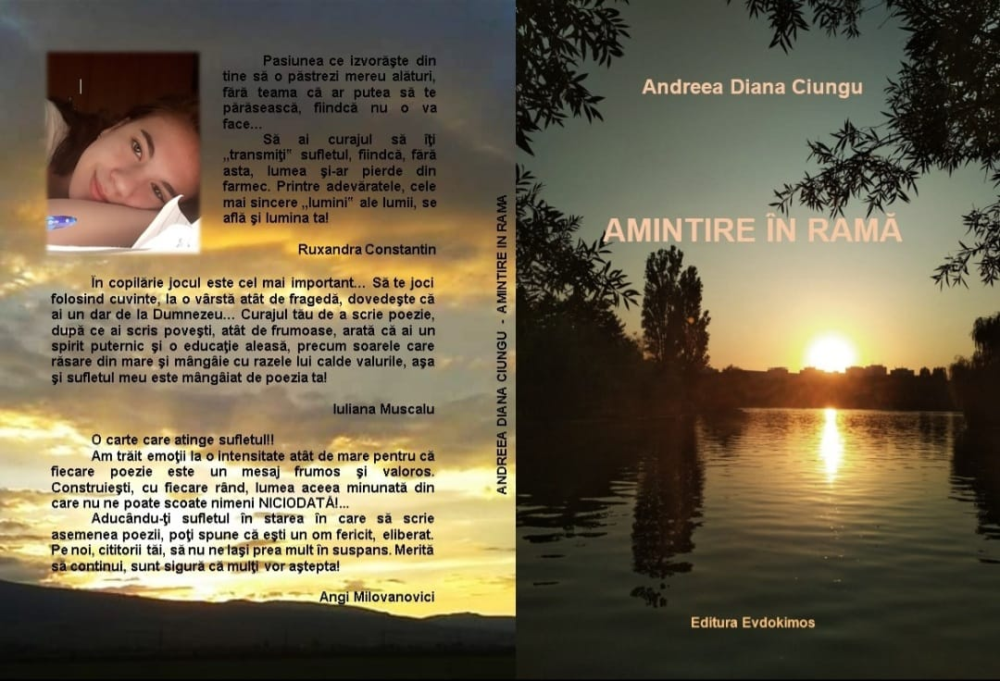 Pasiunea ce izvorăşte din
tine să o păstrezi mereu alături,
fără teama că ar putea să te
părăsească, fiindcă nu o va
face...
Să ai curajul să îţi
„transmiţi" sufletul, fiindcă, fără
asta, lumea şi-ar pierde din
farmec. Printre adevăratele, cele
mai sincere „lumini" ale lumii, se
află şi lumina ta!
Ruxandra Constantin
În copilărie jocul este cel mai important... Să te joci
folosind cuvinte, la o vârstă atât de fragedă, dovedeşte că
ai un dar de la Dumnezeu... Curajul tău de a scrie poezie,
după ce ai scris poveşti, atât de frumoase, arată că ai un
spirit puternic şi o educaţie aleasă, precum soarele care
răsare din mare şi mângâie cu razele lui calde valurile, aşa
şi sufletul meu este mângâiat de poezia ta!
Iuliana Muscalu
O carte care atinge sufletul!!
Am trăit emoţii la o intensitate atât de mare pentru că
fiecare poezie este un mesaj frumos şi valoros.
Construieşti, cu fiecare rând, lumea aceea minunată din
care nu ne poate scoate nimeni NICIODATĂ!...
Aducându-ţi sufletul în starea în care să scrie
asemenea poezii, poţi spune că eşti un om fericit, eliberat.
Pe noi, cititorii tăi, să nu ne laşi prea mult în suspans. Merită
să continui, sunt sigură că mulţi vor aştepta!
Angi Milovanovici
ANDREEA DIANA CIUNGU - AMINTIRE IN RAMA
Andreea Diana Ciungu
AMINTIRE ÎN RAMĂ
Editura Evdokimos